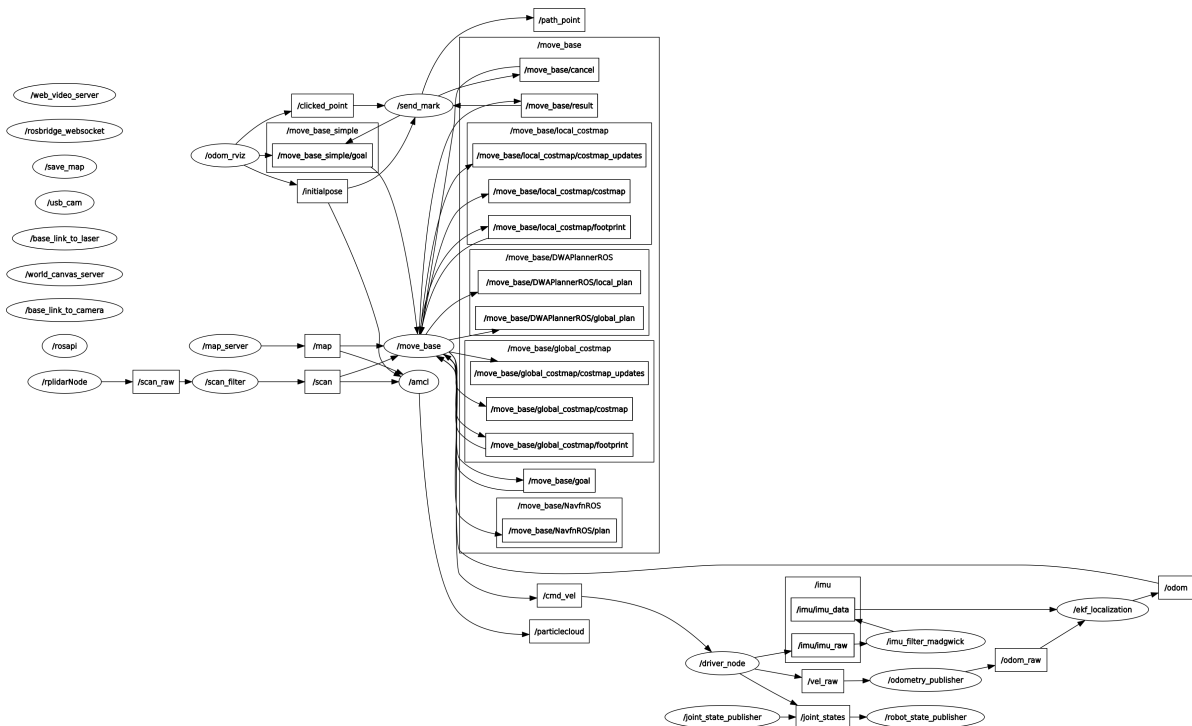 /web_video_server
/rosbridge_websocket
/save_map
/usb_cam
/base_link_to_laser
/world_canvas_server
/base_link_to_camera
/rosapi
/rplidarNode
/scan_raw
/scan_filter
/map_server
/map
/scan
/odom_rviz
/clicked_point
/move_base_simple
/move_base_simple/goal
/initialpose
/send_mark
/move_base
/amcl
/path_point
/move_base
/move_base/cancel
/move_base/result
/move_base/local_costmap
/move_base/local_costmap/costmap_updates
/move_base/local_costmap/costmap
/move_base/local_costmap/footprint
/move_base/DWAPlannerROS
/move_base/DWAPlannerROS/local_plan
/move_base/DWAPlannerROS/global_plan
/move_base/global_costmap
/move_base/global_costmap/costmap_updates
/move_base/global_costmap/costmap
/move_base/global_costmap/footprint
/move_base/goal
/move_base/NavfnROS
/move_base/NavfnROS/plan
/cmd_vel
/particlecloud
/driver_node
/joint_state_publisher
/imu
/imu/imu_data
/imu/imu_raw
/vel_raw
/joint_states
/imu_filter_madgwick
/odometry_publisher
/robot_state_publisher
/odom_raw
/ekf_localization
/odom